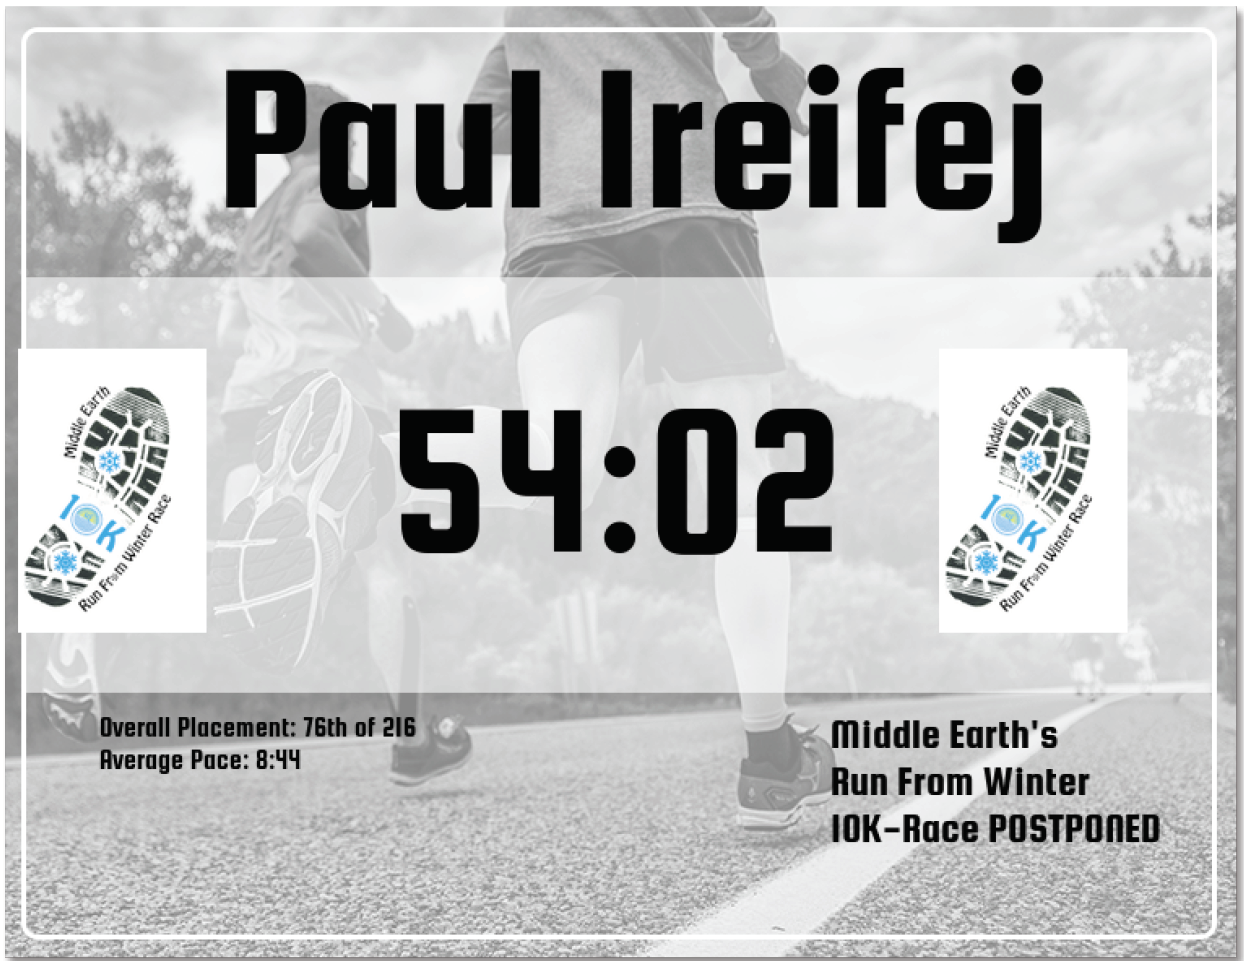 Paul Ireifej
Middle Earth
10K
Run From Winter Race
54:02
Middle Earth
10K
Run From Winter Race
Overall Placement: 76th of 216
Average Pace: 8:44
Middle Earth's
Run From Winter
10K-Race POSTPONED